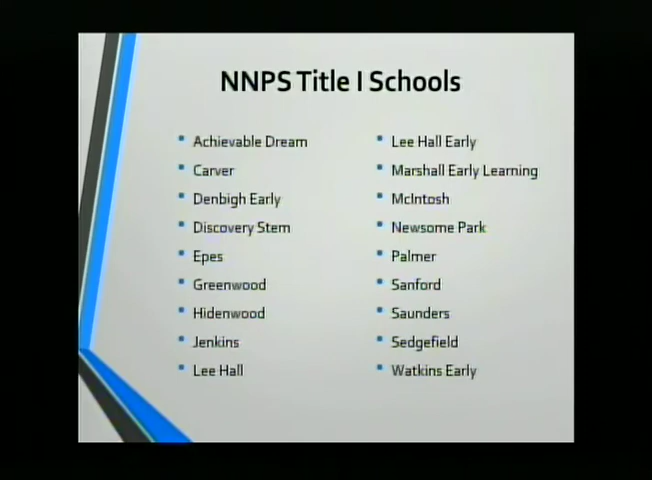 NNPS Title I Schools
Achievable Dream
Carver
Denbigh Early
Discovery Stem
Epes
Greenwood
Hidenwood
Jenkins
Lee Hall
Lee Hall Early
Marshall Early Learning
McIntosh
Newsome Park
Palmer
Sanford
Saunders
Sedgefield
Watkins Early